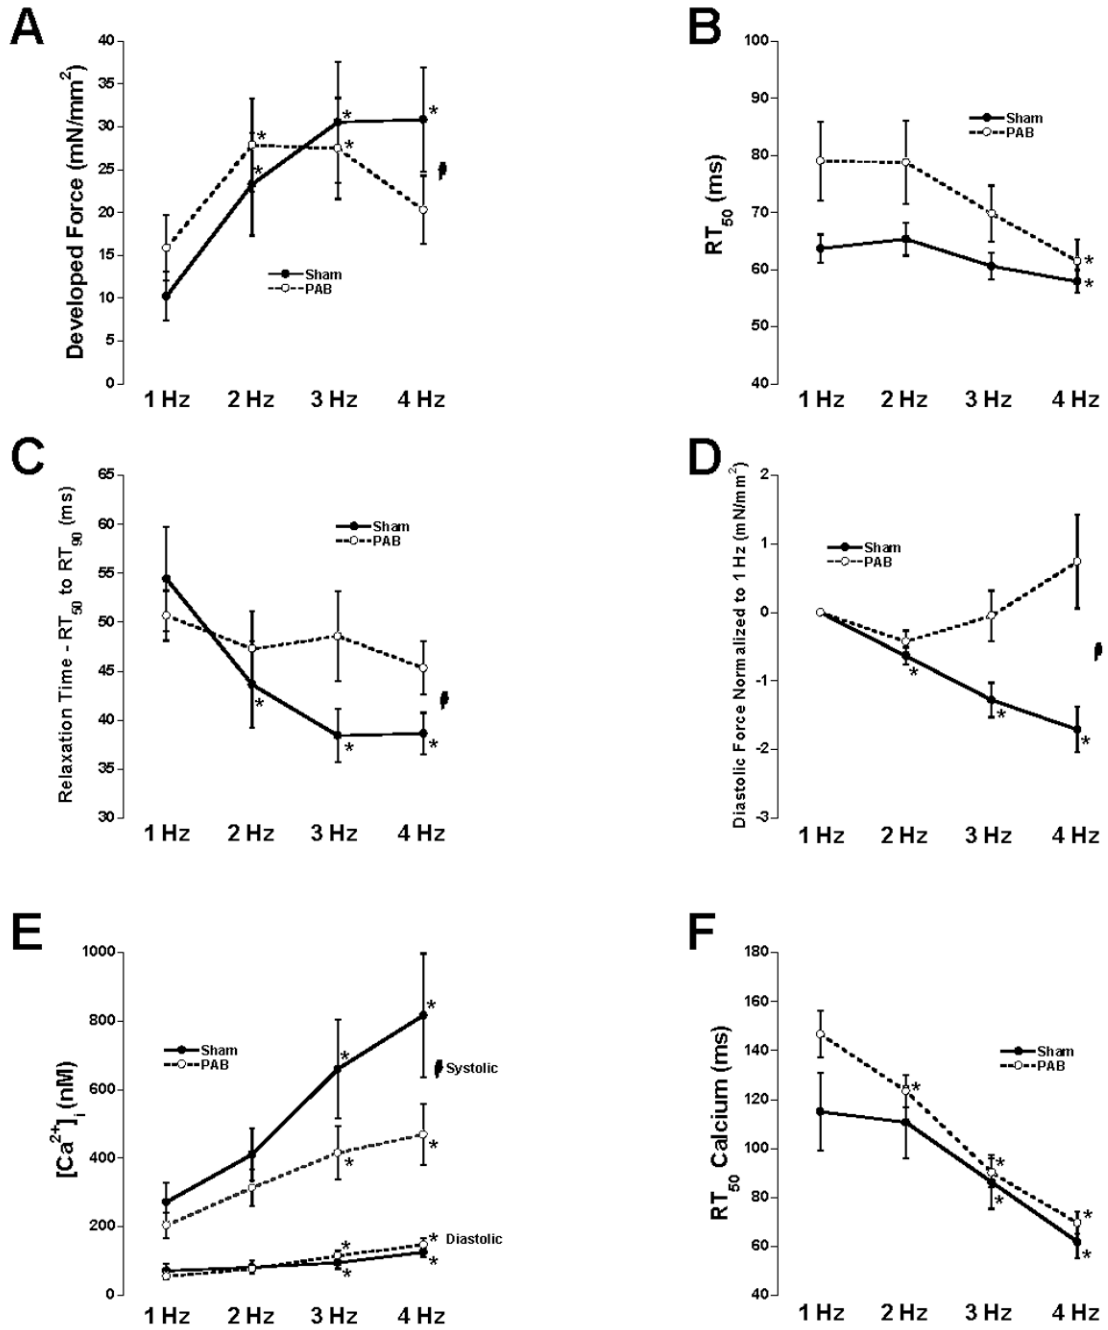 A
Developed Force (mN/mm²)
40
35
30
25
20
15
10
5
0
*
*
*
*
*
Sham
PAB
1 Hz 2 Hz 3 Hz 4 Hz
B
RT₅₀ (ms)
100
80
70
60
80
40
Sham
PAB
*
*
1 Hz 2 Hz 3 Hz 4 Hz
C
Relaxation Time - RT₅₀ to RT₉₀ (ms)
65
60
55
50
45
40
35
30
Sham
PAB
*
*
*
1 Hz 2 Hz 3 Hz 4 Hz
D
Diastolic Force Normalized to 1 Hz (mN/mm²)
2
1
0
-1
-2
-3
Sham
PAB
*
*
*
1 Hz 2 Hz 3 Hz 4 Hz
E
[Ca²⁺]ᵢ (nM)
1000
800
600
400
200
0
Sham
PAB
*
*
Systolic
*
*
*
*
Diastolic
*
*
1 Hz 2 Hz 3 Hz 4 Hz
F
RT₅₀ Calcium (ms)
180
160
140
120
100
80
60
40
Sham
PAB
*
*
*
*
*
1 Hz 2 Hz 3 Hz 4 Hz